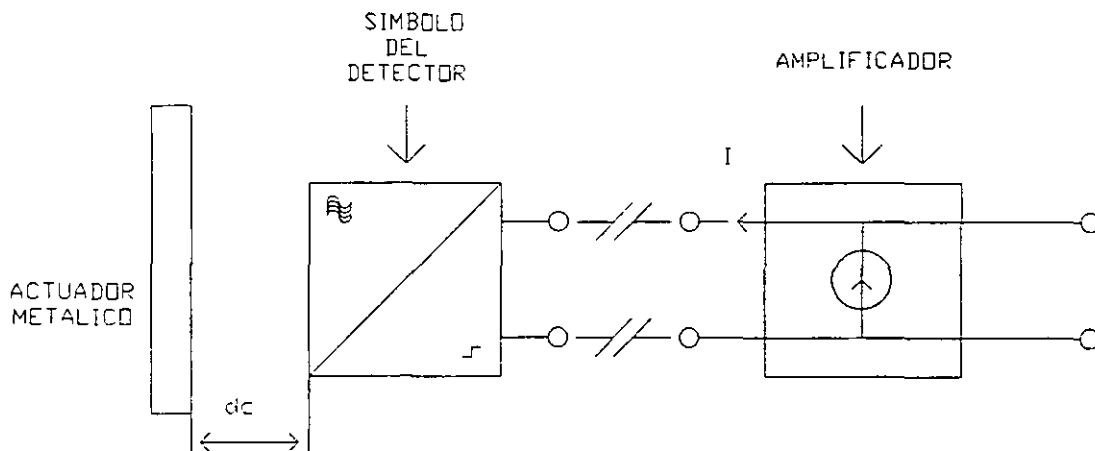 SIMBOLO
DEL
DETECTOR
AMPLIFICADOR
I
ACTUADOR
METALICO
dc